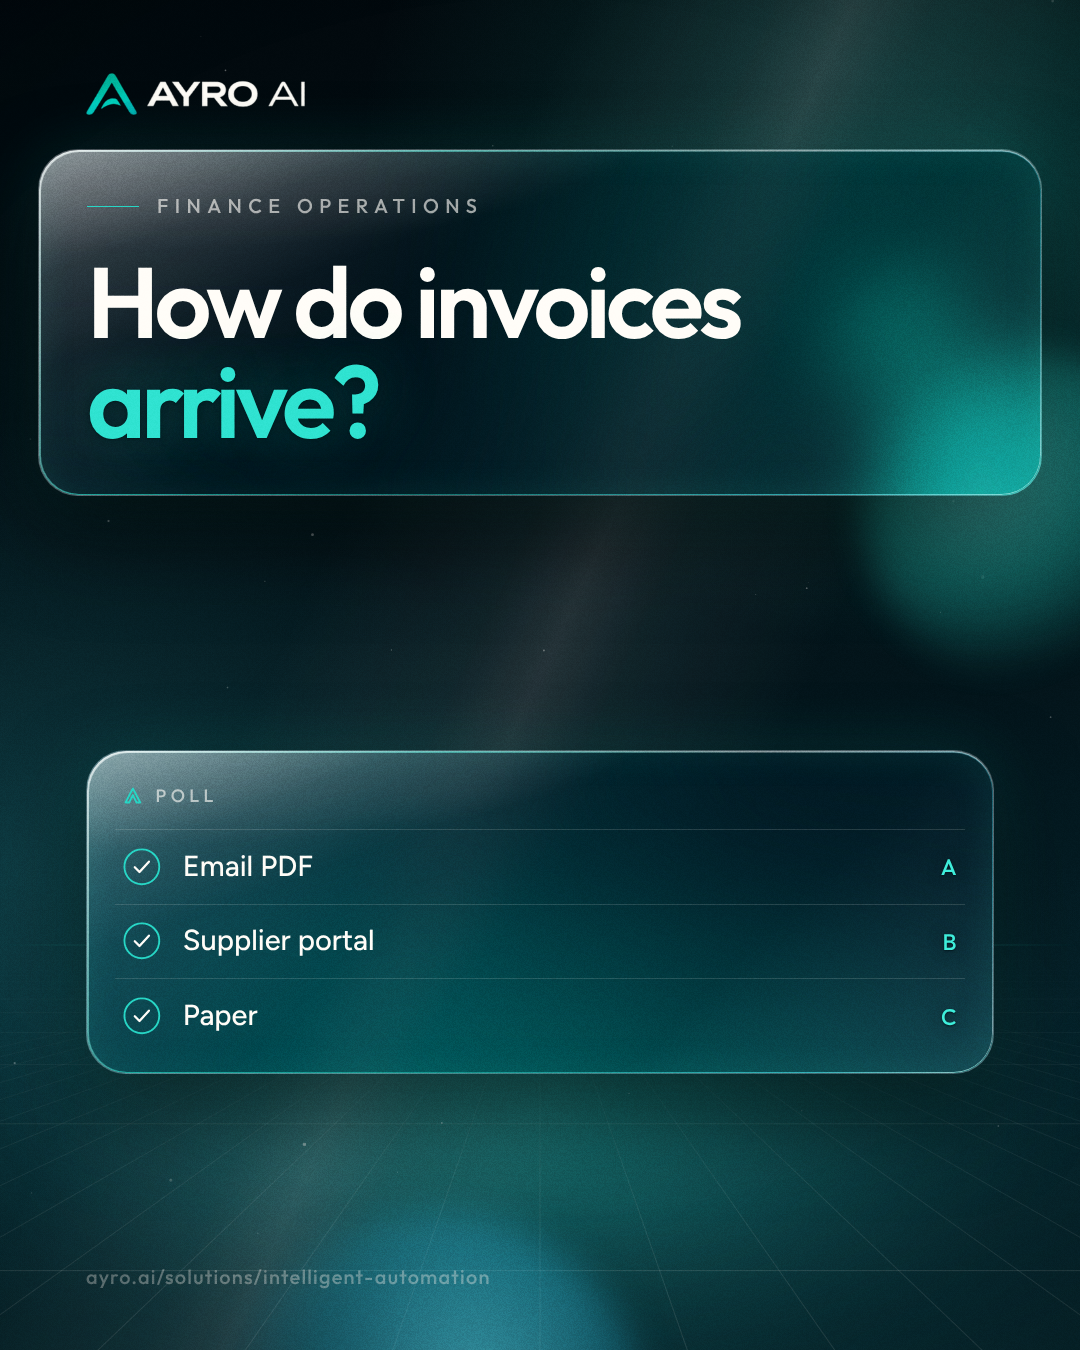 AYRO AI
FINANCE OPERATIONS
How do invoices
arrive?
POLL
Email PDF A
Supplier portal B
Paper C
ayro.ai/solutions/intelligent-automation